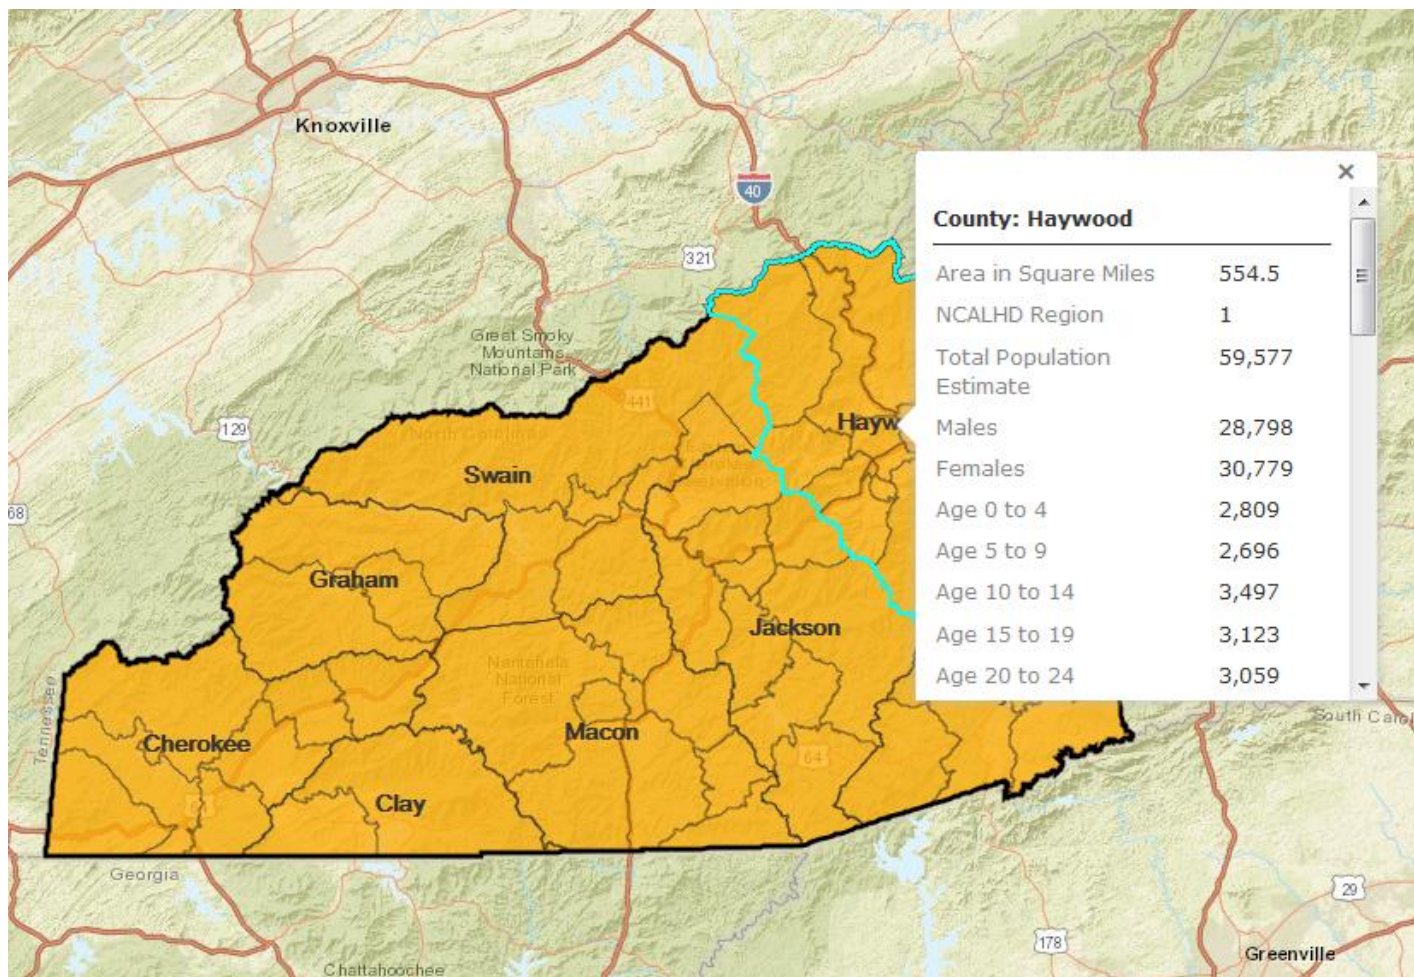 Knoxville
40
321
Great Smoky
Mountains
National Park
441
129
North Carolina
Swain
68
Graham
Jackson
Nantahala
National
Forest
Tennessee
Cherokee
Macon
64
Clay
Georgia
Chattahoochee
Hayw
×
County: Haywood
Area in Square Miles 554.5
NCALHD Region 1
Total Population 59,577
Estimate
Males 28,798
Females 30,779
Age 0 to 4 2,809
Age 5 to 9 2,696
Age 10 to 14 3,497
Age 15 to 19 3,123
Age 20 to 24 3,059
South Carol
29
178
Greenville